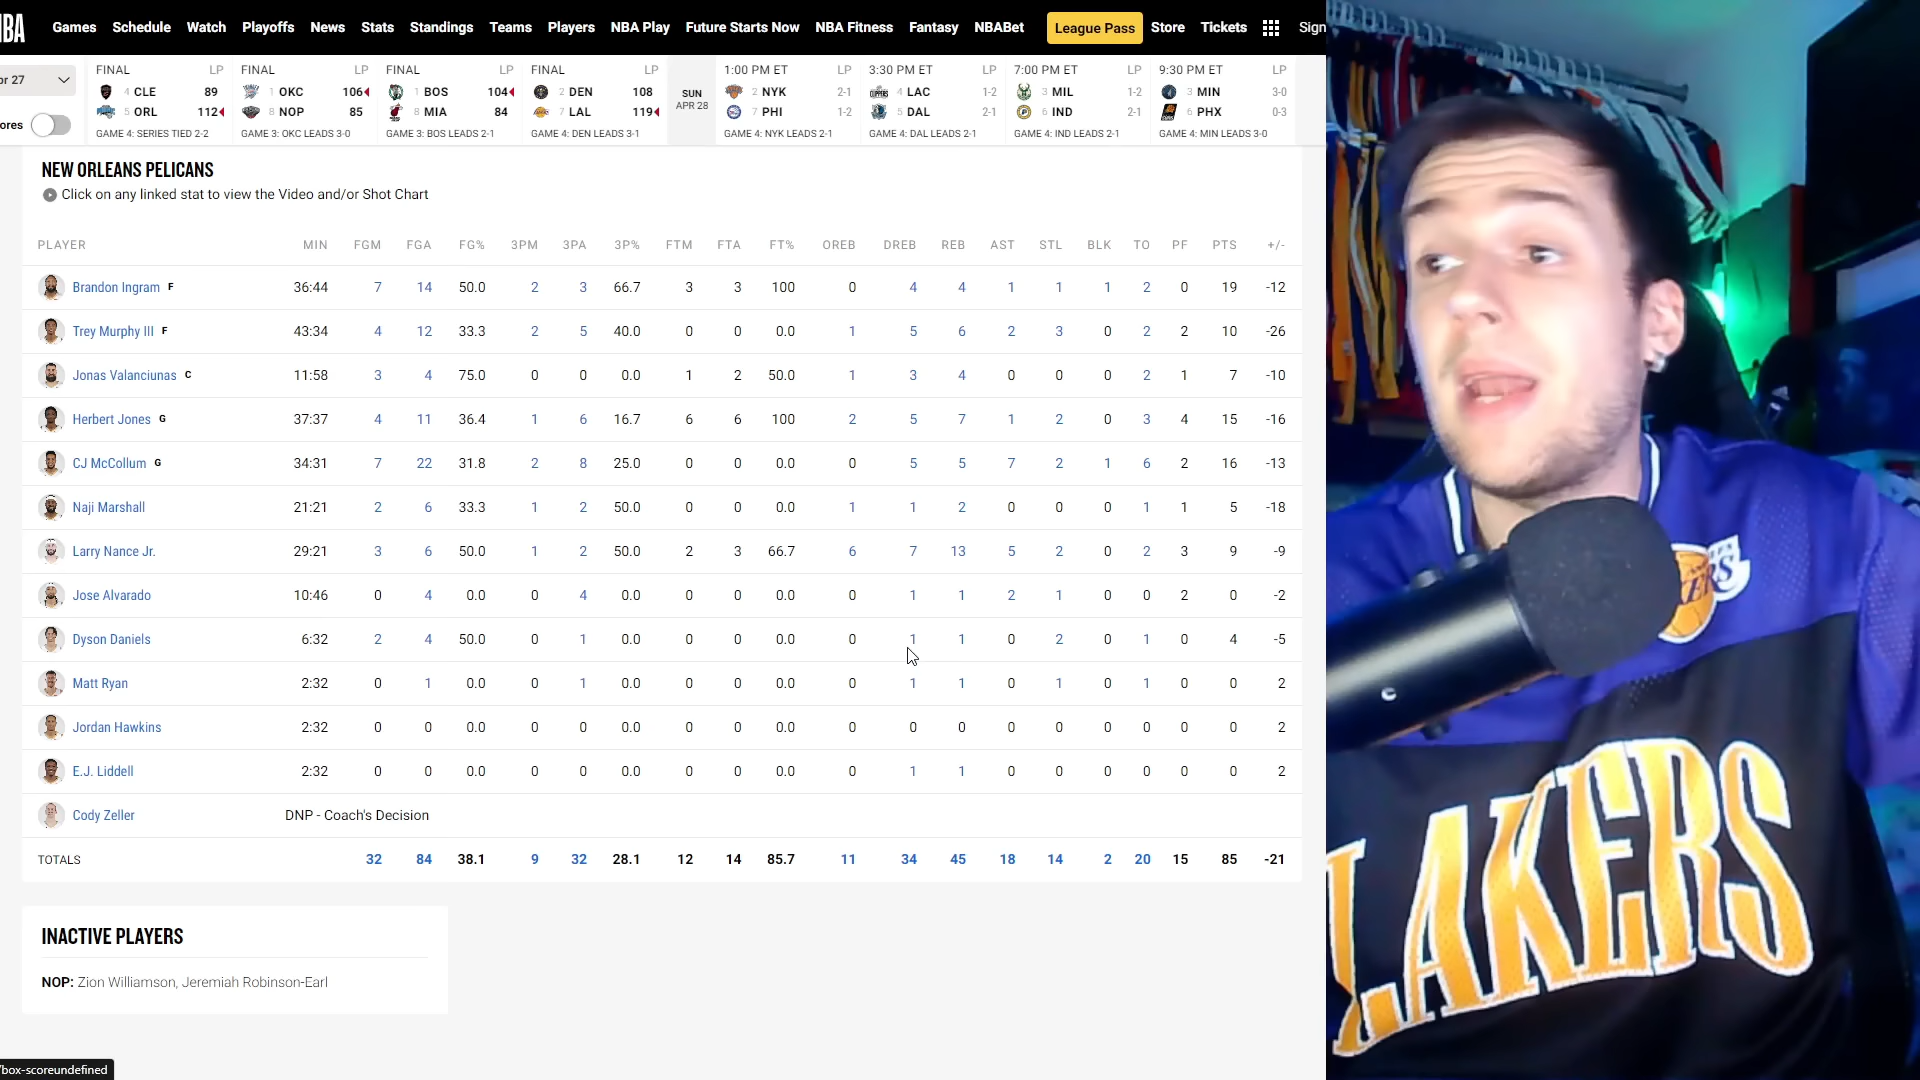 NBA Games Schedule Watch Playoffs News Stats Standings Teams Players NBA Play Future Starts Now NBA Fitness Fantasy NBABet League Pass Store Tickets Sign
or 27
ores
FINAL LP
4 CLE 89
5 ORL 112
GAME 4: SERIES TIED 2-2
FINAL LP
1 OKC 106
8 NOP 85
GAME 3: OKC LEADS 3-0
FINAL LP
1 BOS 104
8 MIA 84
GAME 3: BOS LEADS 2-1
FINAL LP
2 DEN 108
7 LAL 119
GAME 4: DEN LEADS 3-1
SUN
APR 28
1:00 PM ET LP
2 NYK 2-1
7 PHI 1-2
GAME 4: NYK LEADS 2-1
3:30 PM ET LP
4 LAC 1-2
5 DAL 2-1
GAME 4: DAL LEADS 2-1
7:00 PM ET LP
3 MIL 1-2
6 IND 2-1
GAME 4: IND LEADS 2-1
9:30 PM ET LP
3 MIN 3-0
6 PHX 0-3
GAME 4: MIN LEADS 3-0
NEW ORLEANS PELICANS
Click on any linked stat to view the Video and/or Shot Chart
PLAYER MIN FGM FGA FG% 3PM 3PA 3P% FTM FTA FT% OREB DREB REB AST STL BLK TO PF PTS +/-
Brandon Ingram F 36:44 7 14 50.0 2 3 66.7 3 3 100 0 4 4 1 1 1 2 0 19 -12
Trey Murphy III F 43:34 4 12 33.3 2 5 40.0 0 0 0.0 1 5 6 2 3 0 2 2 10 -26
Jonas Valanciunas C 11:58 3 4 75.0 0 0 0.0 1 2 50.0 1 3 4 0 0 0 2 1 7 -10
Herbert Jones G 37:37 4 11 36.4 1 6 16.7 6 6 100 2 5 7 1 2 0 3 4 15 -16
CJ McCollum G 34:31 7 22 31.8 2 8 25.0 0 0 0.0 0 5 5 7 2 1 6 2 16 -13
Naji Marshall 21:21 2 6 33.3 1 2 50.0 0 0 0.0 1 1 2 0 0 0 1 1 5 -18
Larry Nance Jr. 29:21 3 6 50.0 1 2 50.0 2 3 66.7 6 7 13 5 2 0 2 3 9 -9
Jose Alvarado 10:46 0 4 0.0 0 4 0.0 0 0 0.0 0 1 1 2 1 0 0 2 0 -2
Dyson Daniels 6:32 2 4 50.0 0 1 0.0 0 0 0.0 0 1 1 0 2 0 1 0 4 -5
Matt Ryan 2:32 0 1 0.0 0 1 0.0 0 0 0.0 0 1 1 0 1 0 1 0 0 2
Jordan Hawkins 2:32 0 0 0.0 0 0 0.0 0 0 0.0 0 0 0 0 0 0 0 0 0 2
E.J. Liddell 2:32 0 0 0.0 0 0 0.0 0 0 0.0 0 1 1 0 0 0 0 0 0 2
Cody Zeller DNP - Coach's Decision
TOTALS 32 84 38.1 9 32 28.1 12 14 85.7 11 34 45 18 14 2 20 15 85 -21
INACTIVE PLAYERS
NOP: Zion Williamson, Jeremiah Robinson-Earl
/box-scoreundefined
LAKERS